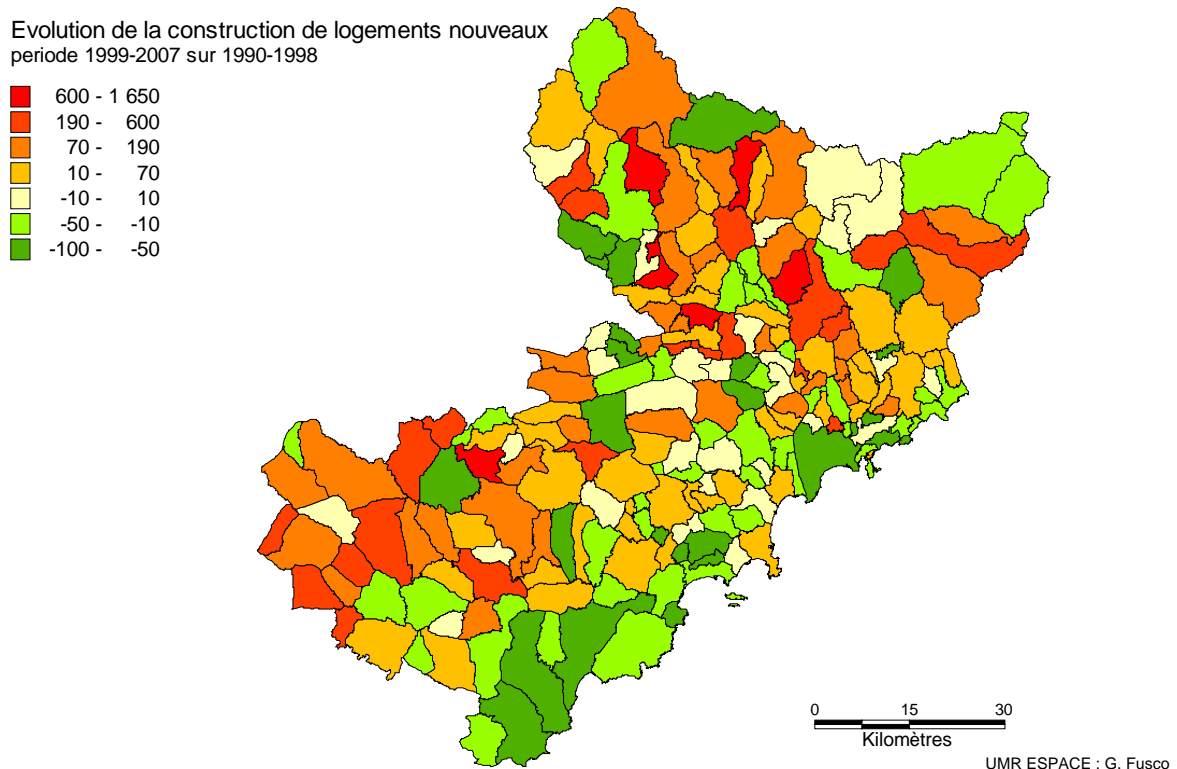 Evolution de la construction de logements nouveaux
periode 1999-2007 sur 1990-1998
600 - 1 650
190 - 600
70 - 190
10 - 70
-10 - 10
-50 - -10
-100 - -50
0 15 30
Kilomètres
UMR ESPACE : G. Fusco